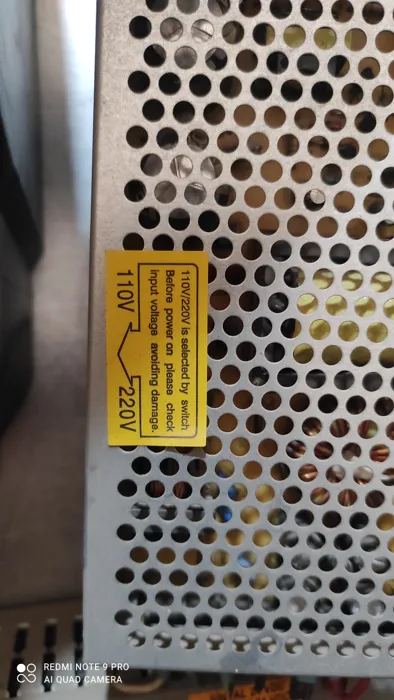 110V/220V is selected by switch
Before power on please check
input voltage avoiding damage.
110V 220V
REDMI NOTE 9 PRO
AI QUAD CAMERA